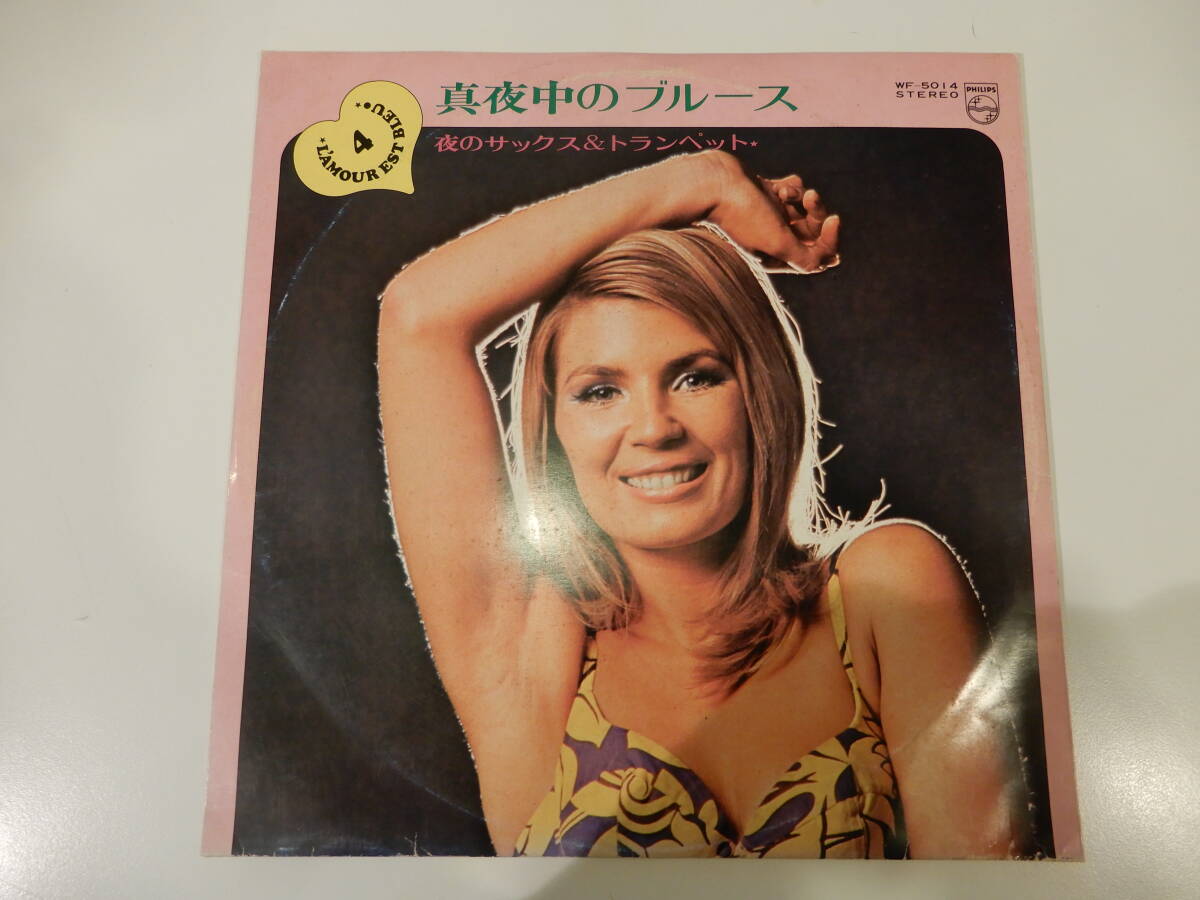 真夜中のブルース
夜のサックス&トランペット★
WF-5014
STEREO
PHILIPS
4
★L'AMOUR EST BLEU●★